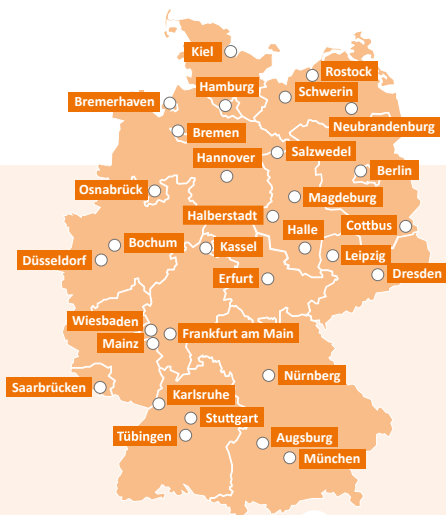 Kiel
Rostock
Hamburg
Schwerin
Bremerhaven
Neubrandenburg
Bremen
Salzwedel
Hannover
Berlin
Osnabrück
Magdeburg
Halberstadt
Cottbus
Halle
Bochum
Kassel
Leipzig
Düsseldorf
Dresden
Erfurt
Wiesbaden
Frankfurt am Main
Mainz
Nürnberg
Saarbrücken
Karlsruhe
Stuttgart
Tübingen
Augsburg
München